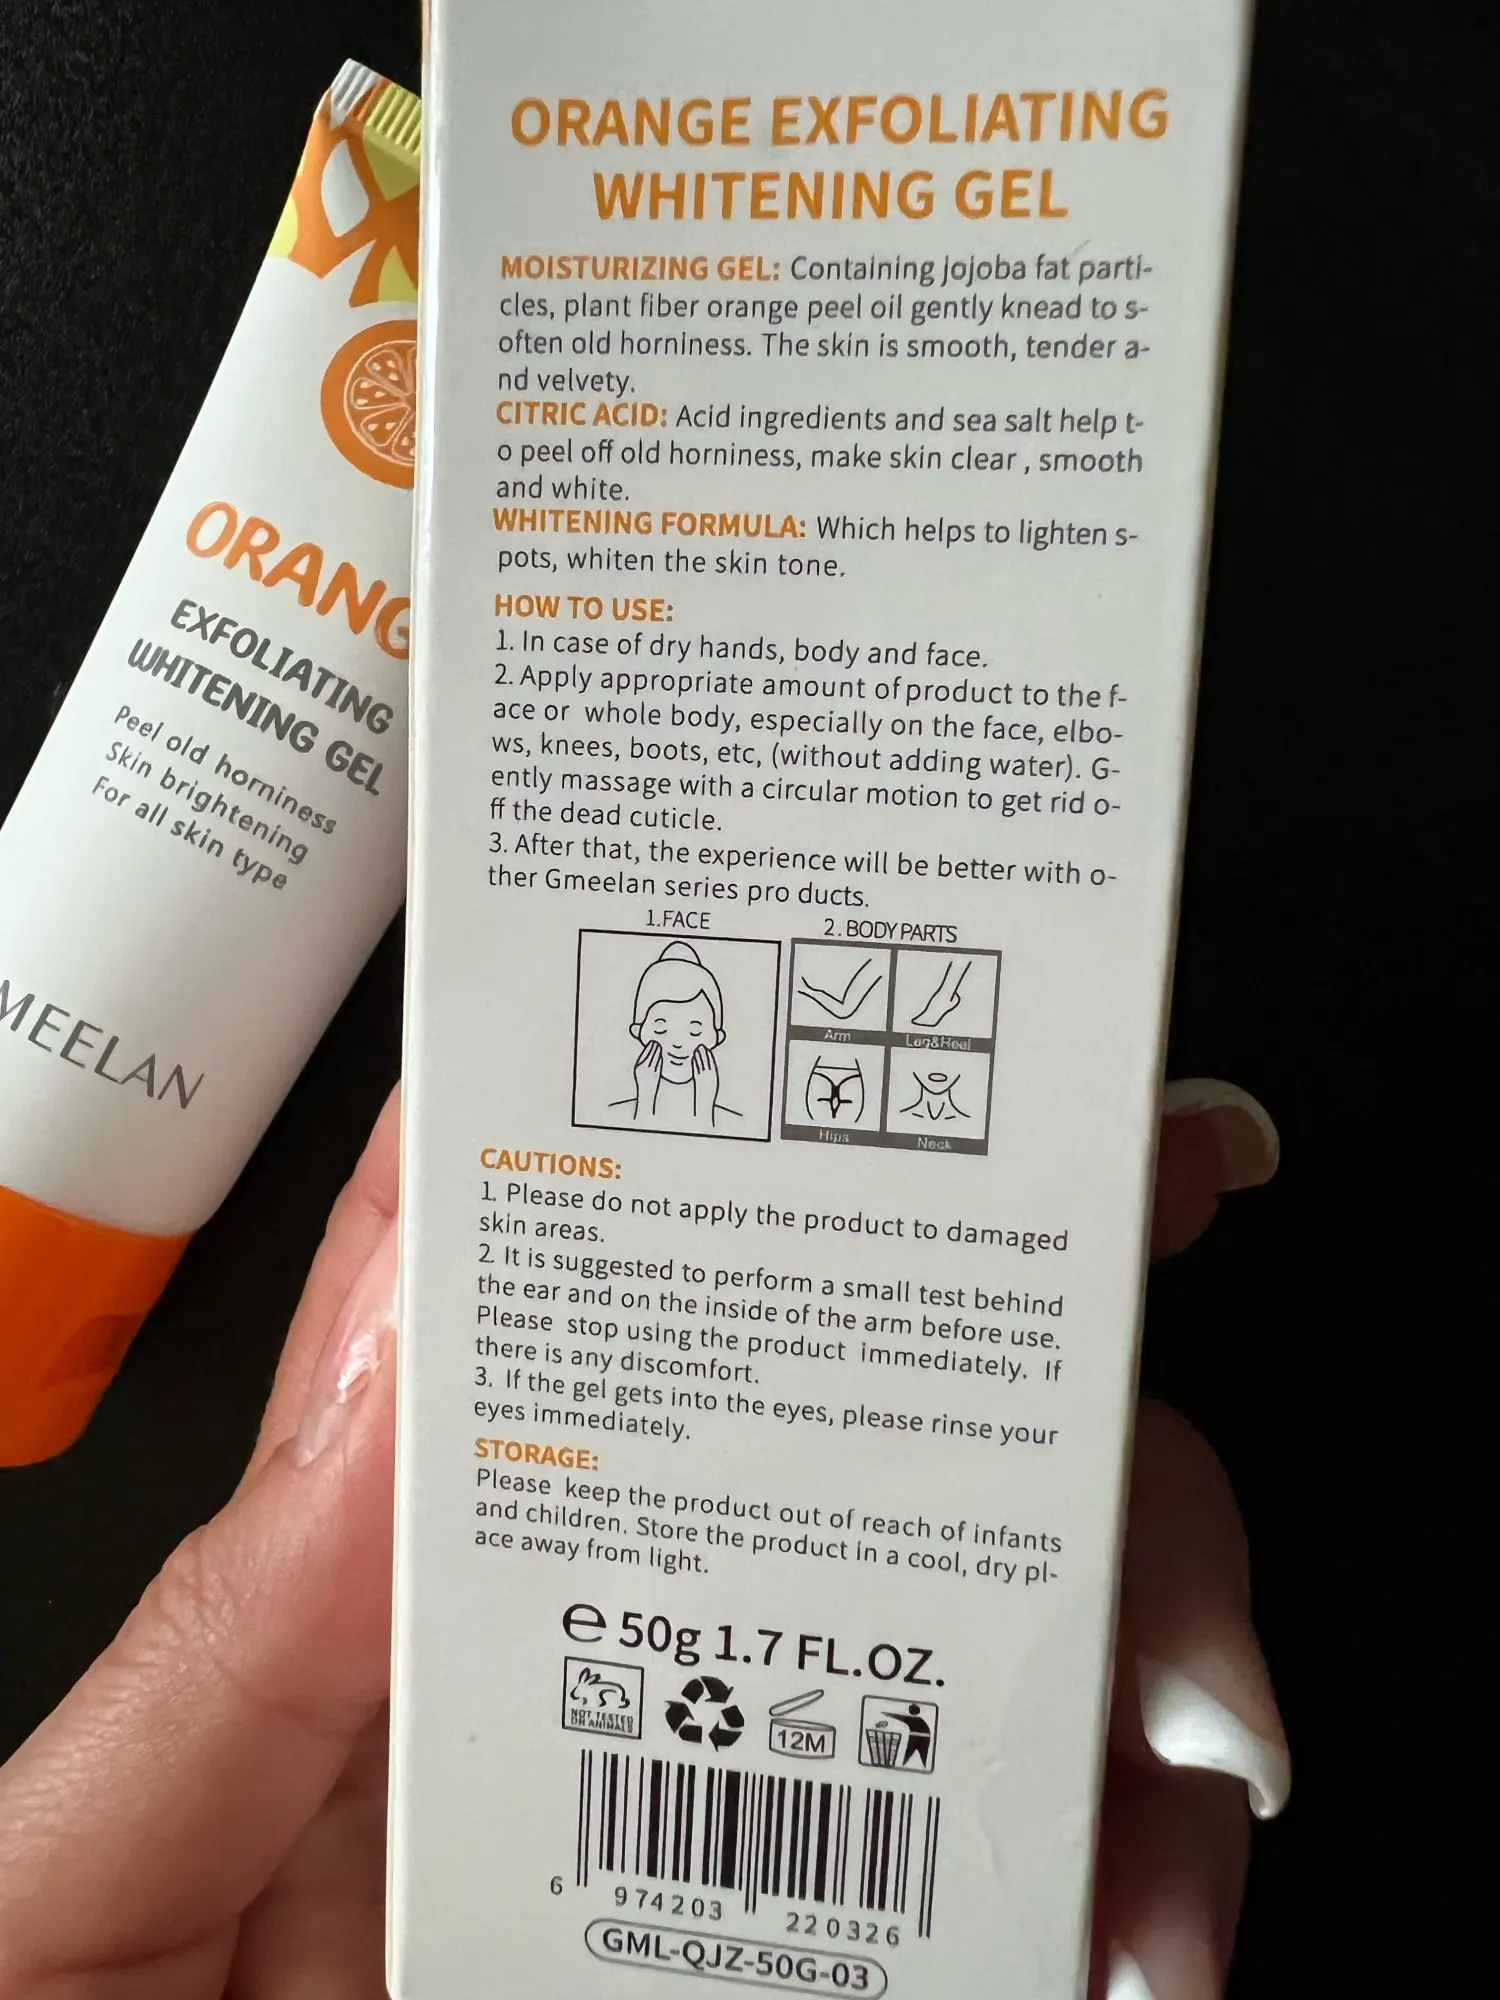 ORANGE EXFOLIATING
WHITENING GEL
MOISTURIZING GEL: Containing jojoba fat parti-
cles, plant fiber orange peel oil gently knead to s-
often old horniness. The skin is smooth, tender a-
nd velvety.
CITRIC ACID: Acid ingredients and sea salt help t-
o peel off old horniness, make skin clear , smooth
and white.
WHITENING FORMULA: Which helps to lighten s-
pots, whiten the skin tone.
HOW TO USE:
1. In case of dry hands, body and face.
2. Apply appropriate amount of product to the f-
ace or whole body, especially on the face, elbo-
ws, knees, boots, etc, (without adding water). G-
ently massage with a circular motion to get rid o-
ff the dead cuticle.
3. After that, the experience will be better with o-
ther Gmeelan series pro ducts.
1.FACE
2. BODY PARTS
Arm
Leg&Heel
Hips
Neck
CAUTIONS:
1. Please do not apply the product to damaged
skin areas.
2. It is suggested to perform a small test behind
the ear and on the inside of the arm before use.
Please stop using the product immediately. If
there is any discomfort.
3. If the gel gets into the eyes, please rinse your
eyes immediately.
STORAGE:
Please keep the product out of reach of infants
and children. Store the product in a cool, dry pl-
ace away from light.
e 50g 1.7 FL.OZ.
NOT TESTED
ON ANIMALS
12M
6 974203 220326
GML-QJZ-50G-03
ORANG
EXFOLIATING
WHITENING GEL
Peel old horniness
Skin brightening
For all skin type
MEELAN